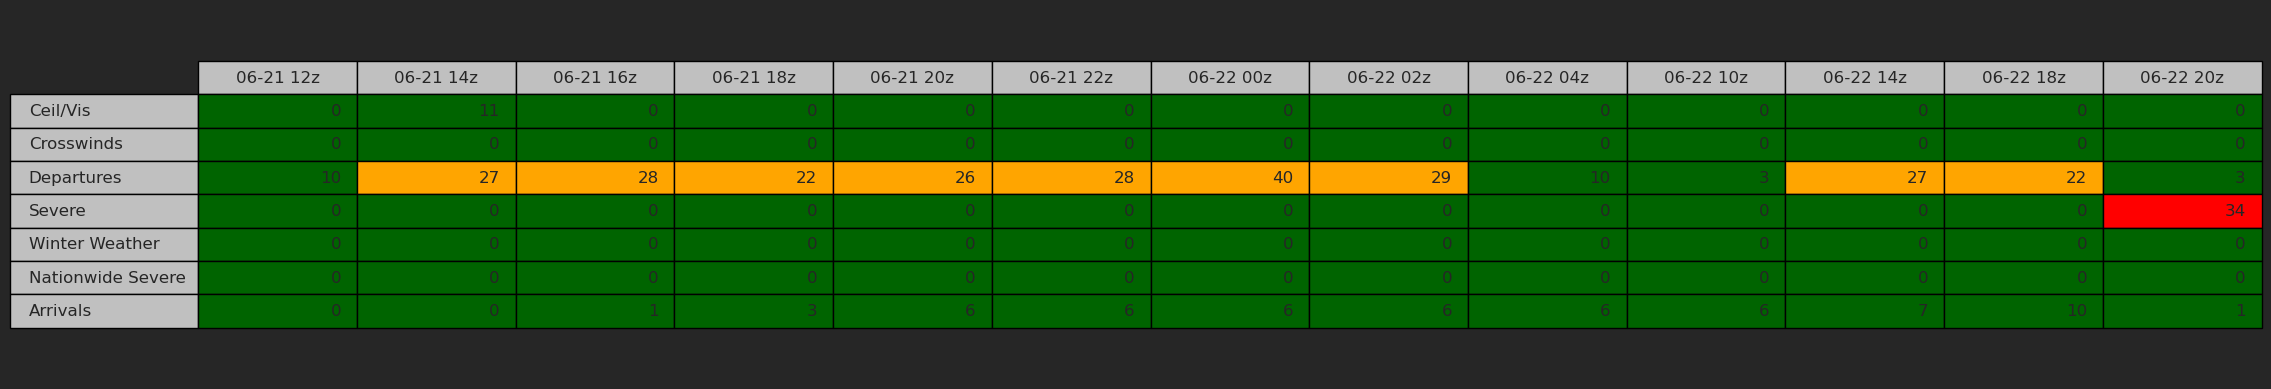 06-21 12z 06-21 14z 06-21 16z 06-21 18z 06-21 20z 06-21 22z 06-22 00z 06-22 02z 06-22 04z 06-22 10z 06-22 14z 06-22 18z 06-22 20z
Ceil/Vis 0 11 0 0 0 0 0 0 0 0 0 0 0
Crosswinds 0 0 0 0 0 0 0 0 0 0 0 0 0
Departures 10 27 28 22 26 28 40 29 10 3 27 22 3
Severe 0 0 0 0 0 0 0 0 0 0 0 0 34
Winter Weather 0 0 0 0 0 0 0 0 0 0 0 0 0
Nationwide Severe 0 0 0 0 0 0 0 0 0 0 0 0 0
Arrivals 0 0 1 3 6 6 6 6 6 6 7 10 1